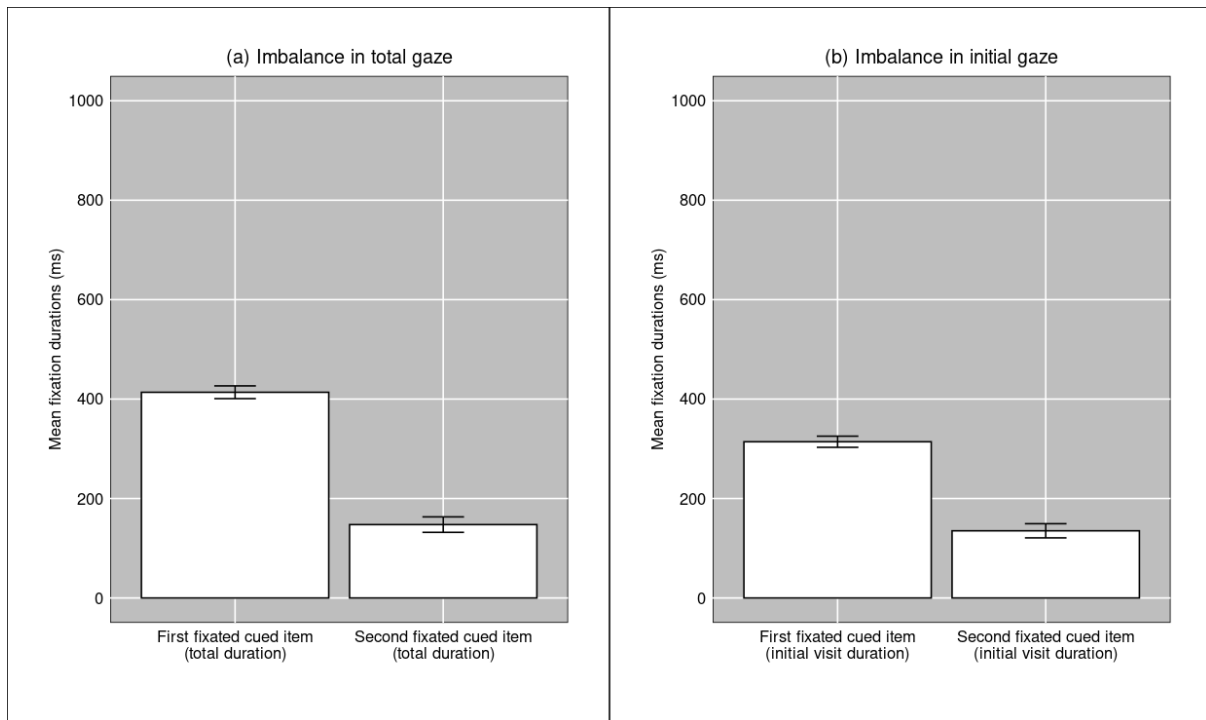 (a) Imbalance in total gaze
Mean fixation durations (ms)
1000
800
600
400
200
0
First fixated cued item
(total duration)
Second fixated cued item
(total duration)
(b) Imbalance in initial gaze
Mean fixation durations (ms)
1000
800
600
400
200
0
First fixated cued item
(initial visit duration)
Second fixated cued item
(initial visit duration)